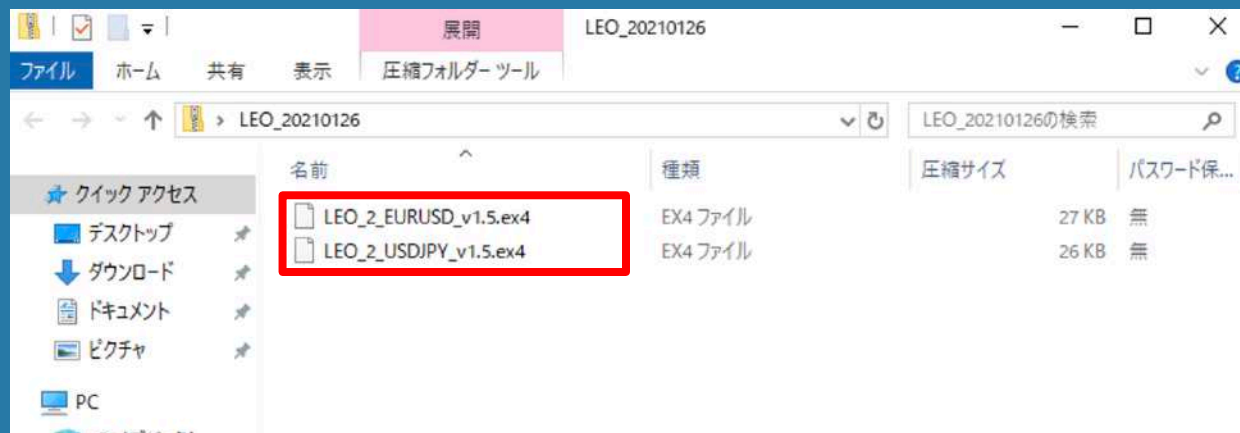 展開 LEO_20210126
ファイル ホーム 共有 表示 圧縮フォルダー ツール
LEO_20210126 LEO_20210126の検索
名前 種類 圧縮サイズ パスワード保...
クイック アクセス
LEO_2_EURUSD_v1.5.ex4 EX4 ファイル 27 KB 無
デスクトップ
LEO_2_USDJPY_v1.5.ex4 EX4 ファイル 26 KB 無
ダウンロード
ドキュメント
ピクチャ
PC